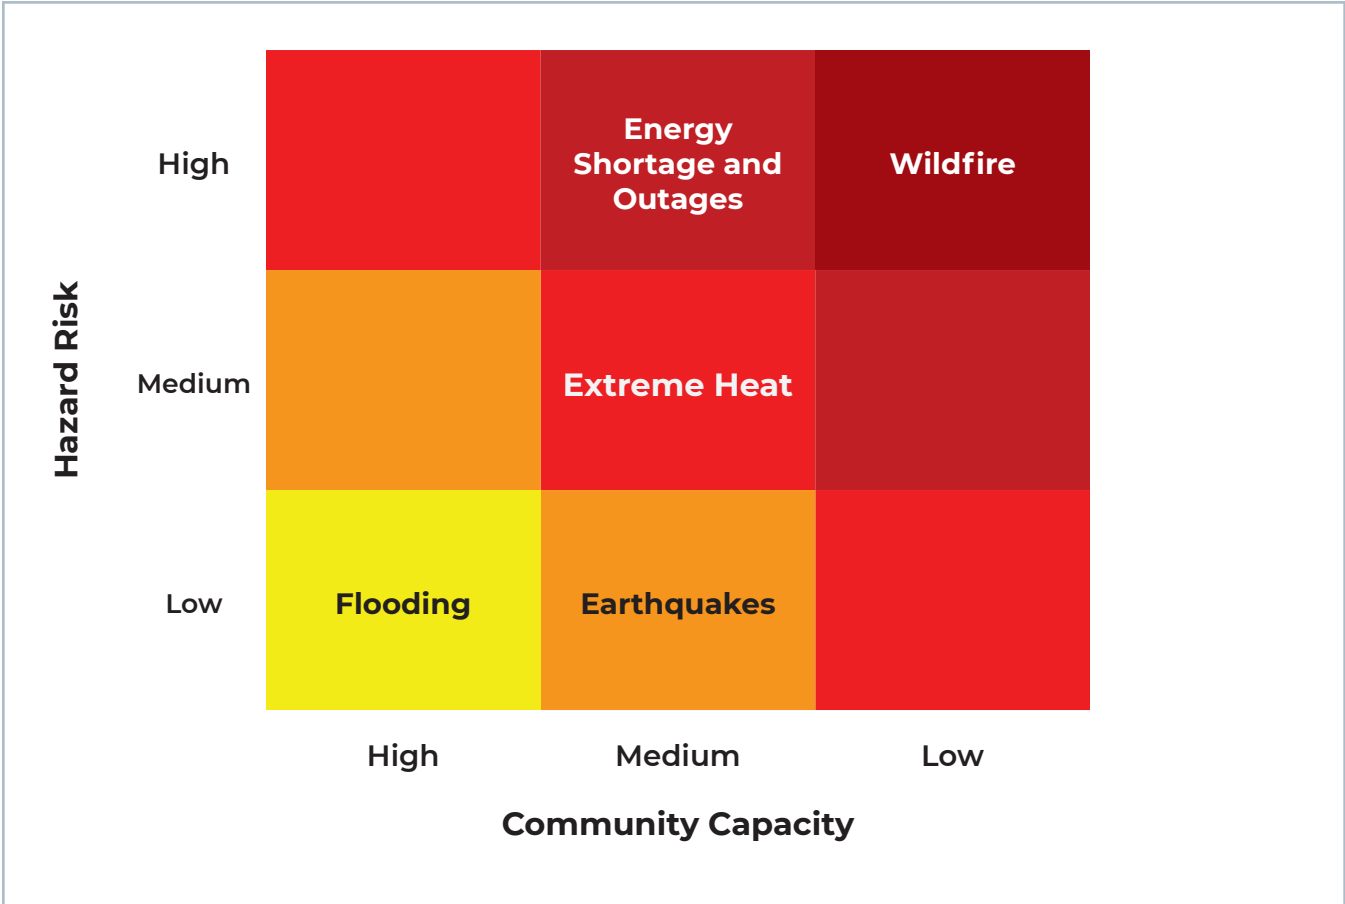 High
Energy
Shortage and
Outages
Wildfire
Hazard Risk
Medium
Extreme Heat
Low
Flooding
Earthquakes
High
Medium
Low
Community Capacity